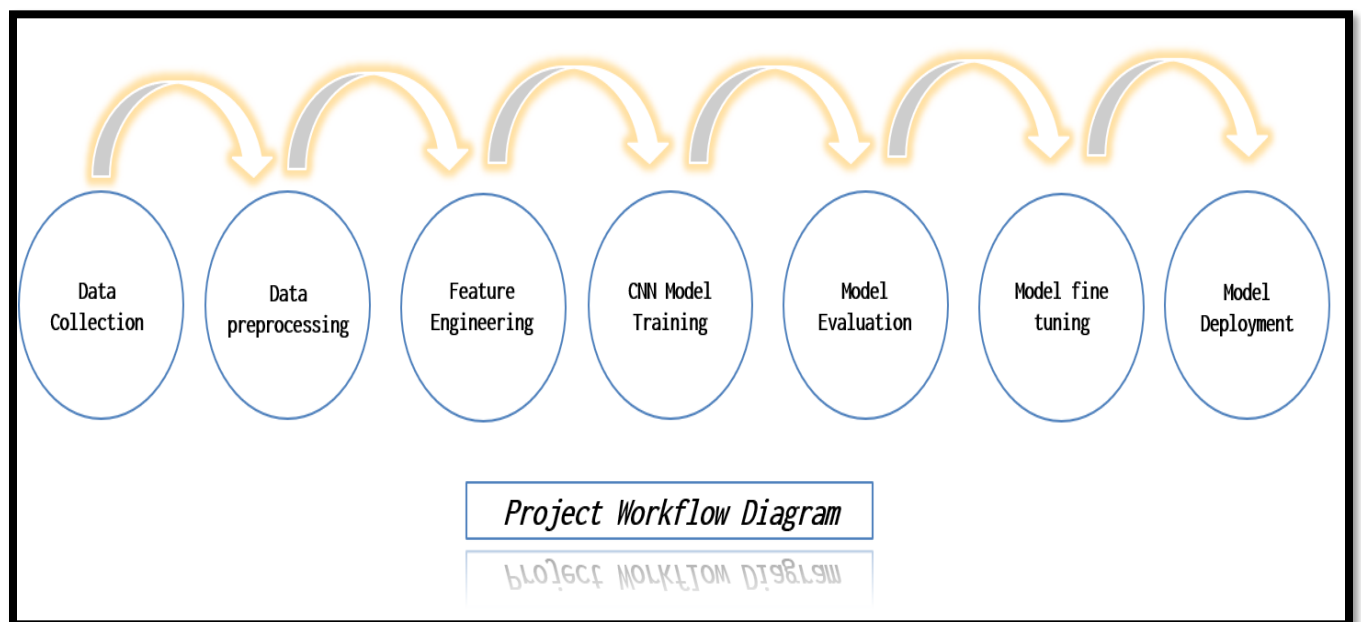 Data
Collection
Data
preprocessing
Feature
Engineering
CNN Model
Training
Model
Evaluation
Model fine
tuning
Model
Deployment
Project Workflow Diagram